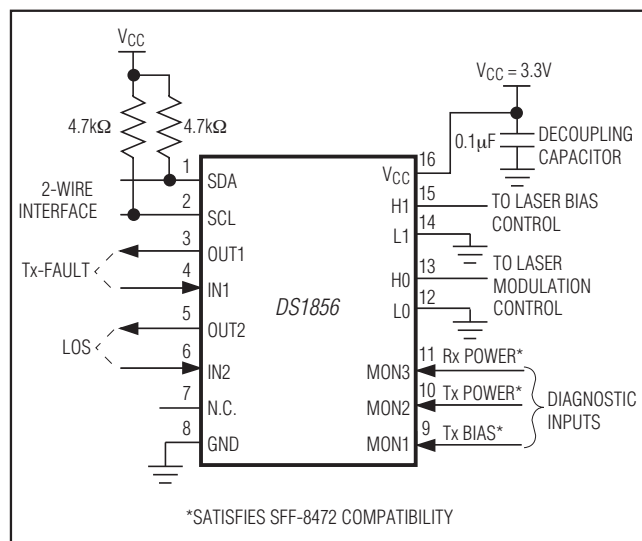 VCC
4.7kΩ
4.7kΩ
VCC = 3.3V
0.1µF
DECOUPLING
CAPACITOR
2-WIRE
INTERFACE
Tx-FAULT
LOS
DS1856
1
SDA
2
SCL
3
OUT1
4
IN1
5
OUT2
6
IN2
7
N.C.
8
GND
16
VCC
15
H1
TO LASER BIAS
CONTROL
14
L1
13
H0
TO LASER
MODULATION
CONTROL
12
L0
11
MON3
Rx POWER*
10
MON2
Tx POWER*
9
MON1
Tx BIAS*
DIAGNOSTIC
INPUTS
*SATISFIES SFF-8472 COMPATIBILITY